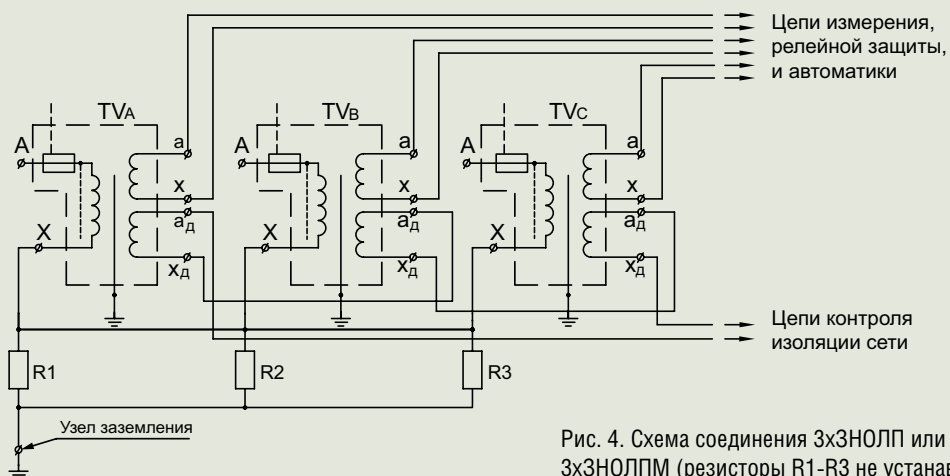 Цепи измерения,
релейной защиты,
и автоматики
TVA TVB TVC
A a A a A a
x x x
X aд X aд X aд
xд xд xд
Цепи контроля
изоляции сети
R1 R2 R3
Узел заземления
Рис. 4. Схема соединения 3хЗНОЛП или
3хЗНОЛПМ (резисторы R1-R3 не устана